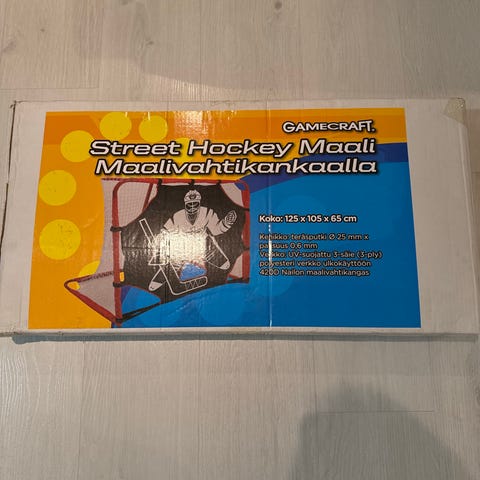 GAMECRAFT.
Street Hockey Maali
Maalivahtikankaalla
Koko: 125 x 105 x 65 cm
Kehikko: teräsputki Ø 25 mm x
paksuus 0,6 mm
Verkko: UV-suojattu 3-säie (3-ply)
polyesteri verkko ulkokäyttöön
420D Nailon maalivahtikangas